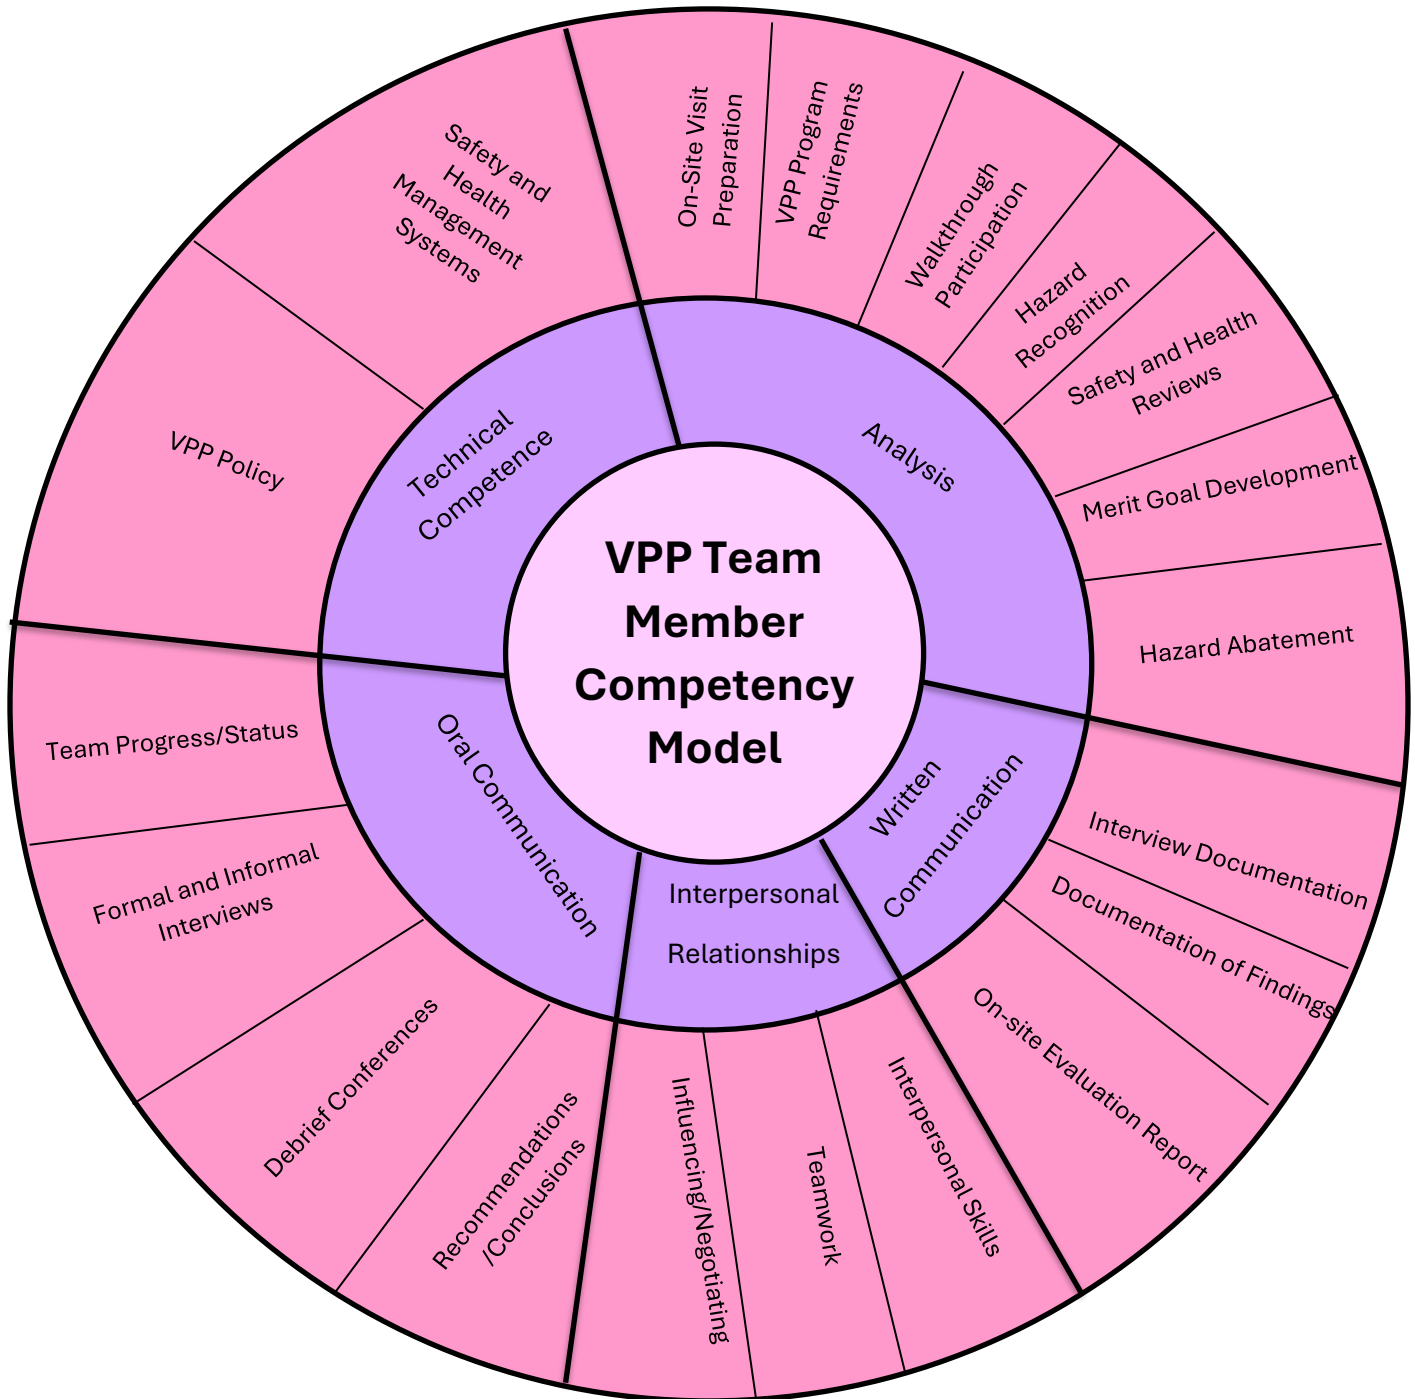 VPP Team
Member
Competency
Model
Analysis
On-Site Visit
Preparation
VPP Program
Requirements
Walkthrough
Participation
Hazard
Recognition
Safety and Health
Reviews
Merit Goal Development
Hazard Abatement
Written
Communication
Interview Documentation
Documentation of Findings
On-site Evaluation Report
Interpersonal
Relationships
Interpersonal Skills
Teamwork
Influencing/Negotiating
Oral Communication
Recommendations
/Conclusions
Debrief Conferences
Formal and Informal
Interviews
Team Progress/Status
Technical
Competence
VPP Policy
Safety and
Health
Management
Systems